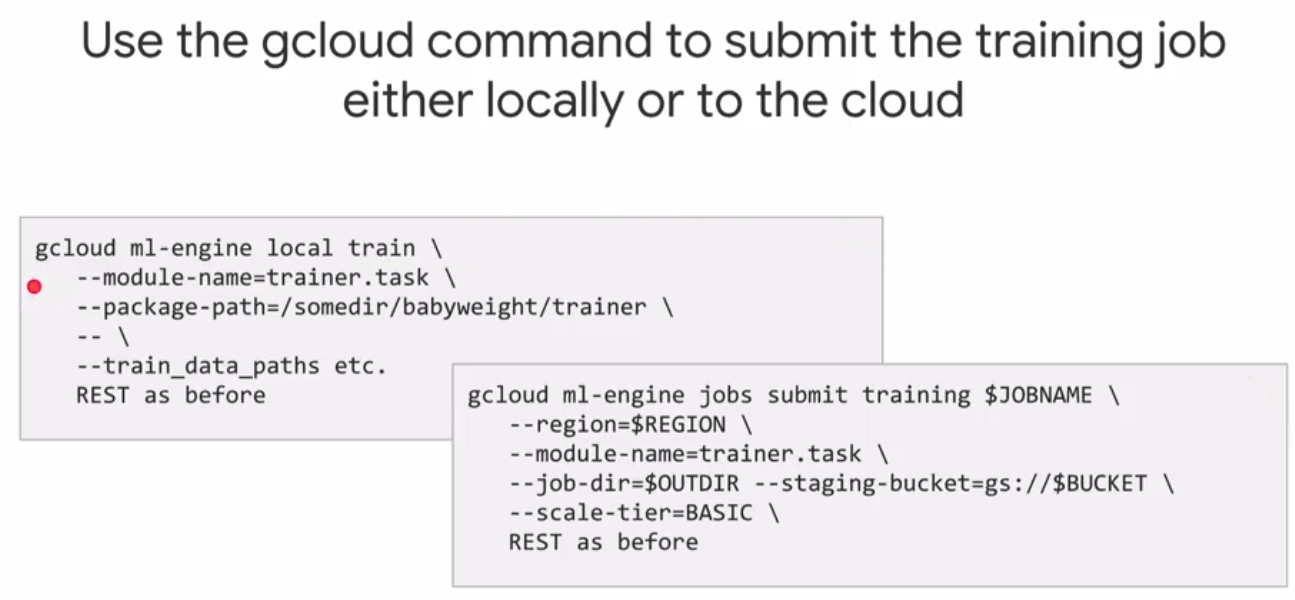 Use the gcloud command to submit the training job
either locally or to the cloud
gcloud ml-engine local train \
--module-name=trainer.task \
--package-path=/somedir/babyweight/trainer \
-- \
--train_data_paths etc.
REST as before
gcloud ml-engine jobs submit training $JOBNAME \
--region=$REGION \
--module-name=trainer.task \
--job-dir=$OUTDIR --staging-bucket=gs://$BUCKET \
--scale-tier=BASIC \
REST as before